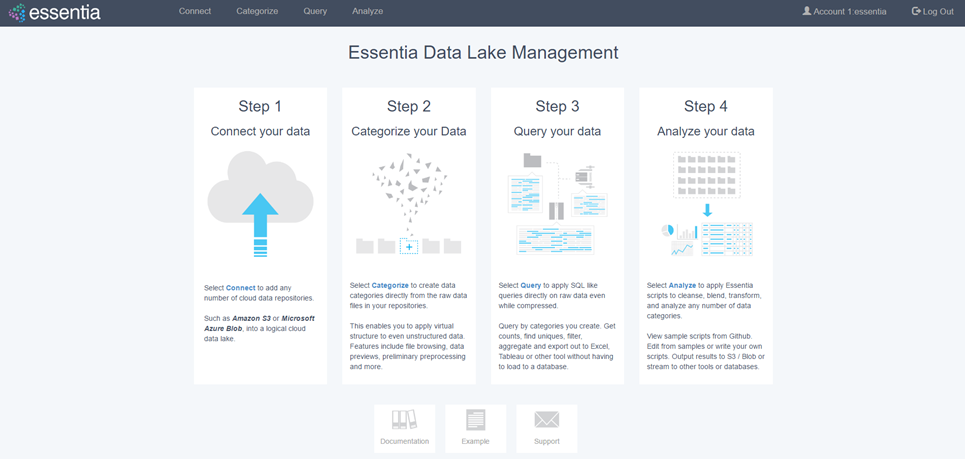 essentia
Connect
Categorize
Query
Analyze
Account 1:essentia
Log Out
Essentia Data Lake Management
Step 1
Connect your data
Select Connect to add any
number of cloud data repositories.
Such as Amazon S3 or Microsoft
Azure Blob, into a logical cloud
data lake.
Step 2
Categorize your Data
Select Categorize to create data
categories directly from the raw data
files in your repositories.
This enables you to apply virtual
structure to even unstructured data.
Features include file browsing, data
previews, preliminary preprocessing
and more.
Step 3
Query your data
Select Query to apply SQL like
queries directly on raw data even
while compressed.
Query by categories you create. Get
counts, find uniques, filter,
aggregate and export out to Excel,
Tableau or other tool without having
to load to a database.
Step 4
Analyze your data
Select Analyze to apply Essentia
scripts to cleanse, blend, transform,
and analyze any number of data
categories.
View sample scripts from Github.
Edit from samples or write your own
scripts. Output results to S3 / Blob or
stream to other tools or databases.
Documentation
Example
Support